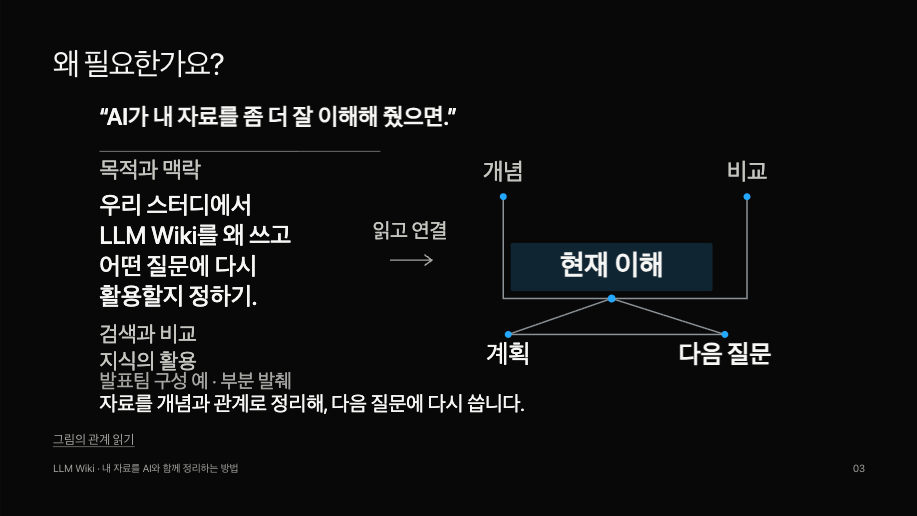 왜 필요한가요?
“AI가 내 자료를 좀 더 잘 이해해 줬으면.”
목적과 맥락
우리 스터디에서
LLM Wiki를 왜 쓰고
어떤 질문에 다시
활용할지 정하기.
검색과 비교
지식의 활용
발표팀 구성 예 · 부분 발췌
읽고 연결
개념
비교
현재 이해
계획
다음 질문
자료를 개념과 관계로 정리해, 다음 질문에 다시 씁니다.
그림의 관계 읽기
LLM Wiki · 내 자료를 AI와 함께 정리하는 방법
03